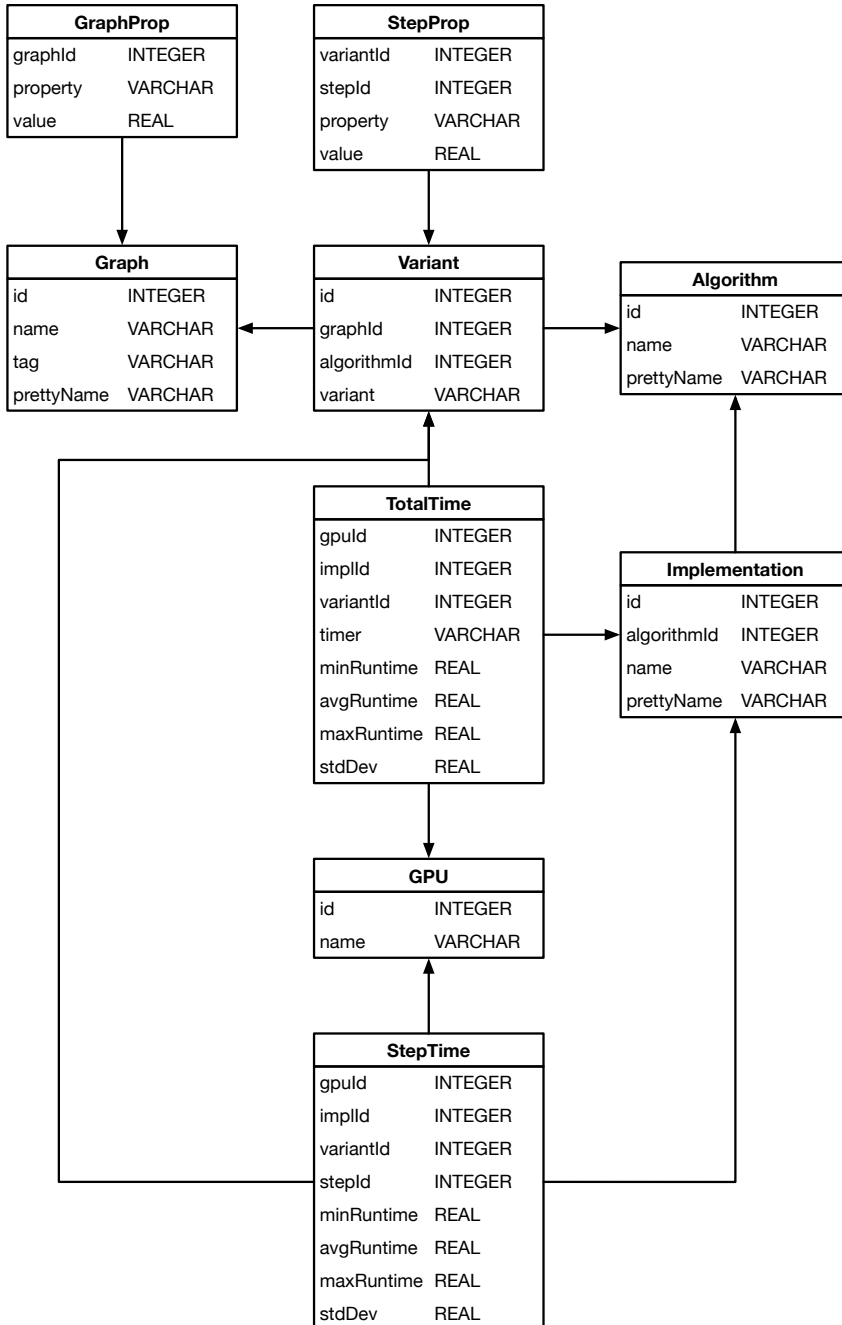 GraphProp
graphId INTEGER
property VARCHAR
value REAL
StepProp
variantId INTEGER
stepId INTEGER
property VARCHAR
value REAL
Graph
id INTEGER
name VARCHAR
tag VARCHAR
prettyName VARCHAR
Variant
id INTEGER
graphId INTEGER
algorithmId INTEGER
variant VARCHAR
Algorithm
id INTEGER
name VARCHAR
prettyName VARCHAR
TotalTime
gpuId INTEGER
implId INTEGER
variantId INTEGER
timer VARCHAR
minRuntime REAL
avgRuntime REAL
maxRuntime REAL
stdDev REAL
Implementation
id INTEGER
algorithmId INTEGER
name VARCHAR
prettyName VARCHAR
GPU
id INTEGER
name VARCHAR
StepTime
gpuId INTEGER
implId INTEGER
variantId INTEGER
stepId INTEGER
minRuntime REAL
avgRuntime REAL
maxRuntime REAL
stdDev REAL